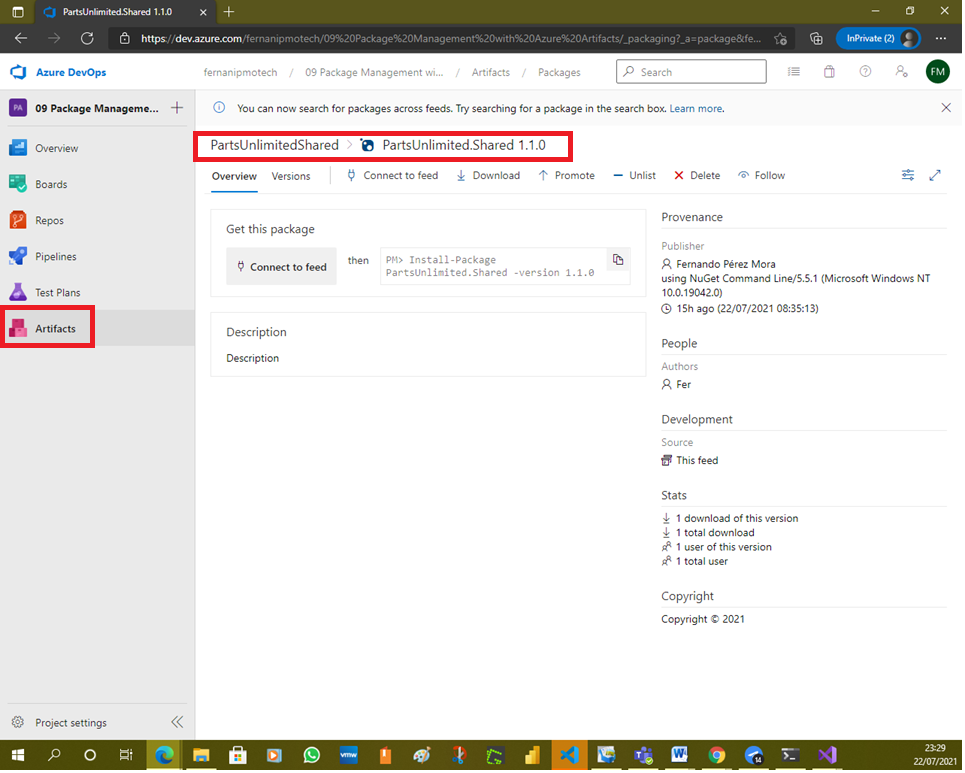 PartsUnlimited.Shared 1.1.0
https://dev.azure.com/fernanipmotech/09%20Package%20Management%20with%20Azure%20Artifacts/_packaging?_a=package&fe...
InPrivate (2)
Azure DevOps
fernanipmotech / 09 Package Management wi... / Artifacts / Packages
Search
FM
PA
09 Package Manageme...
You can now search for packages across feeds. Try searching for a package in the search box. Learn more.
PartsUnlimitedShared > PartsUnlimited.Shared 1.1.0
Overview
Boards
Repos
Pipelines
Test Plans
Artifacts
Project settings
Overview Versions Connect to feed Download Promote Unlist Delete Follow
Get this package
Connect to feed
then
PM> Install-Package
PartsUnlimited.Shared -version 1.1.0
Description
Description
Provenance
Publisher
Fernando Pérez Mora
using NuGet Command Line/5.5.1 (Microsoft Windows NT
10.0.19042.0)
15h ago (22/07/2021 08:35:13)
People
Authors
Fer
Development
Source
This feed
Stats
1 download of this version
1 total download
1 user of this version
1 total user
Copyright
Copyright © 2021
vmw
14
23:29
22/07/2021